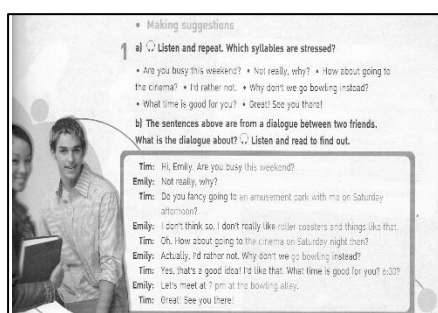 • Making suggestions
1 a) Listen and repeat. Which syllables are stressed?
• Are you busy this weekend? • Not really, why? • How about going to
the cinema? • I'd rather not. • Why don't we go bowling instead?
• What time is good for you? • Great! See you there!
b) The sentences above are from a dialogue between two friends.
What is the dialogue about? Listen and read to find out.
Tim: Hi, Emily. Are you busy this weekend?
Emily: Not really, why?
Tim: Do you fancy going to an amusement park with me on Saturday
afternoon?
Emily: I don't think so. I don't really like roller coasters and things like that.
Tim: Oh. How about going to the cinema on Saturday night then?
Emily: Actually, I'd rather not. Why don't we go bowling instead?
Tim: Yes, that's a good idea! I'd like that. What time is good for you? 6:30?
Emily: Let's meet at 7 pm at the bowling alley.
Tim: Great! See you there!